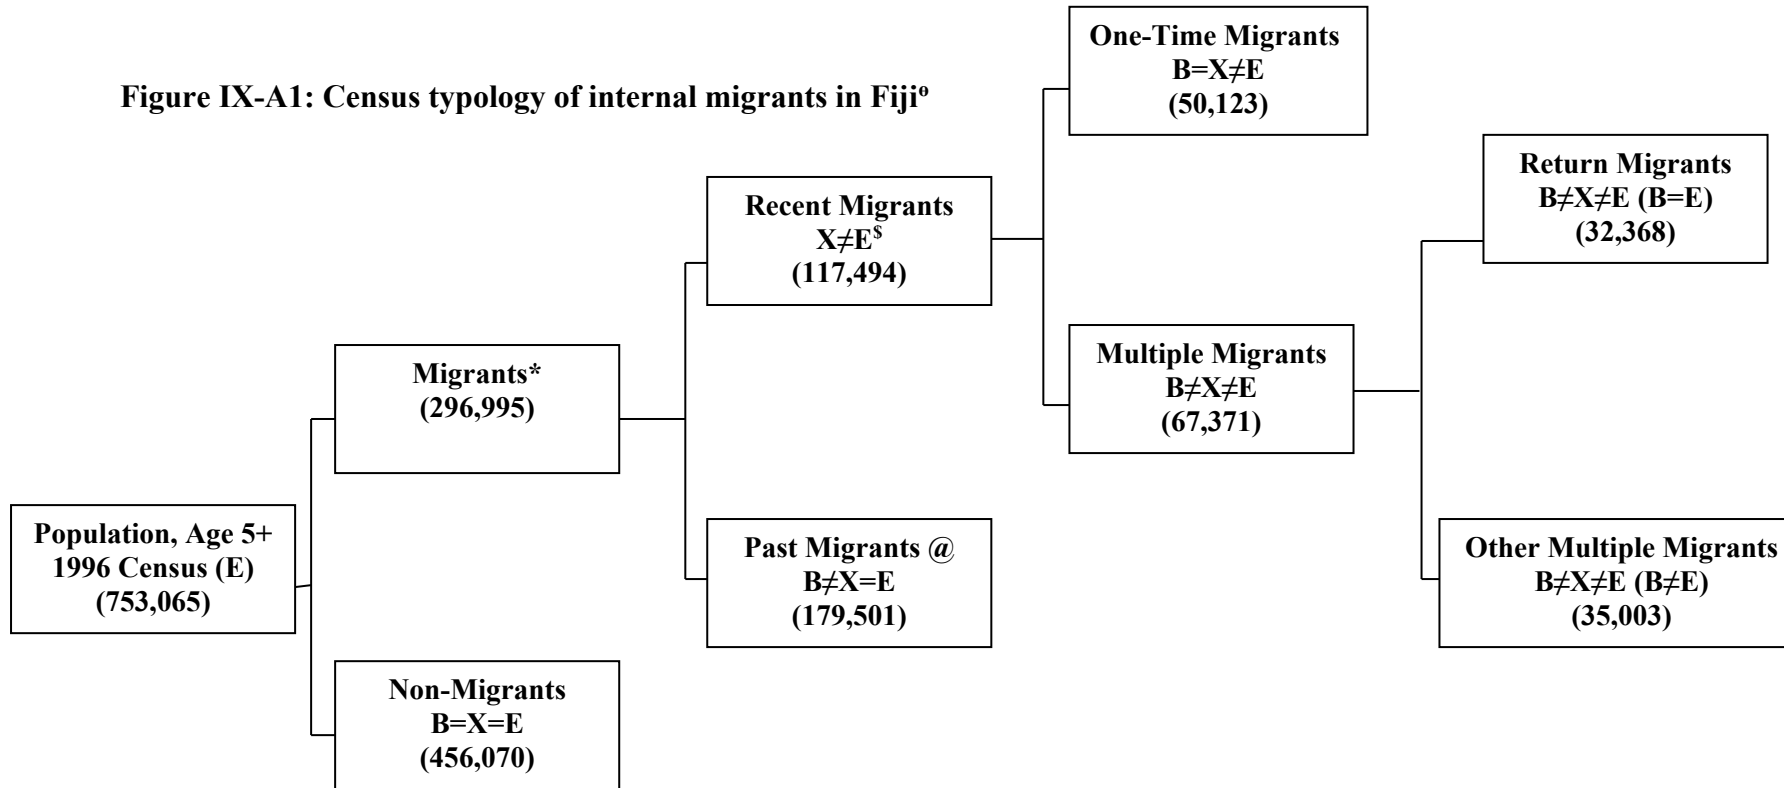 Figure IX-A1: Census typology of internal migrants in Fijiº
One-Time Migrants
B=X≠E
(50,123)
Return Migrants
B≠X≠E (B=E)
(32,368)
Recent Migrants
X≠E$
(117,494)
Multiple Migrants
B≠X≠E
(67,371)
Migrants*
(296,995)
Population, Age 5+
1996 Census (E)
(753,065)
Past Migrants @
B≠X=E
(179,501)
Other Multiple Migrants
B≠X≠E (B≠E)
(35,003)
Non-Migrants
B=X=E
(456,070)